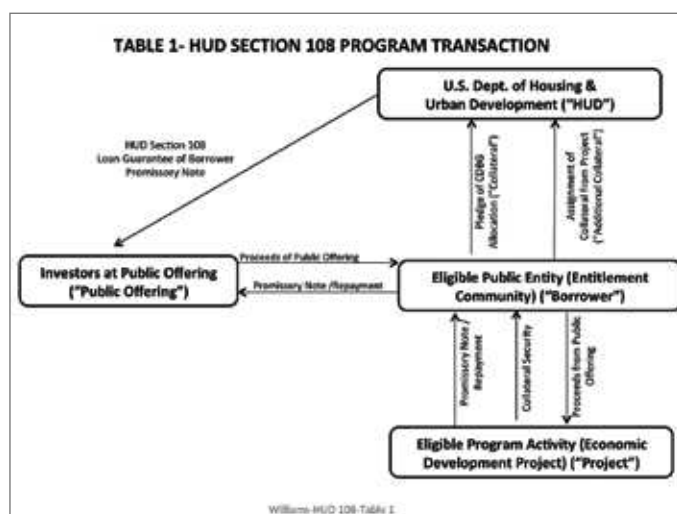 TABLE 1- HUD SECTION 108 PROGRAM TRANSACTION
U.S. Dept. of Housing &
Urban Development ("HUD")
HUD Section 108
Loan Guarantee of Borrower
Promissory Note
Pledge of CDBG
Allocation ("Collateral")
Assignment of
Collateral from Project
("Additional Collateral")
Investors at Public Offering
("Public Offering")
Proceeds of Public Offering
Promissory Note /Repayment
Eligible Public Entity (Entitlement
Community) ("Borrower")
Promissory Note /
Repayment
Collateral Security
Proceeds from Public
Offering
Eligible Program Activity (Economic
Development Project) ("Project")
Williams-HUD 108-Table 1